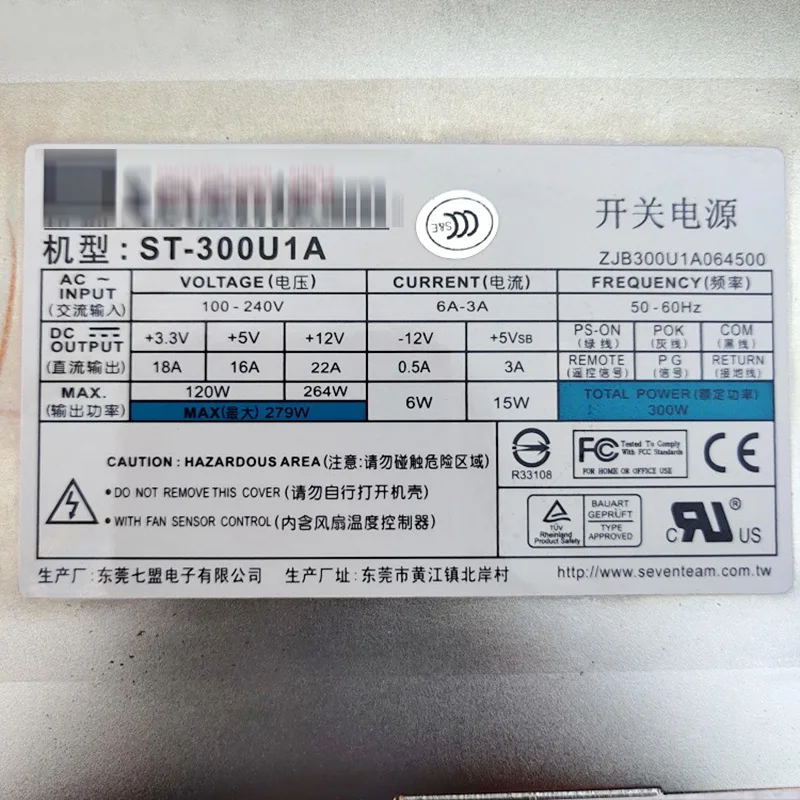 S&E
开关电源
机型：ST-300U1A
ZJB300U1A064500
AC ~ INPUT (交流输入)
VOLTAGE(电压)
CURRENT(电流)
FREQUENCY(频率)
100-240V
6A-3A
50-60Hz
DC OUTPUT (直流输出)
+3.3V
+5V
+12V
-12V
+5VSB
PS-ON (绿线)
POK (灰线)
COM (黑线)
18A
16A
22A
0.5A
3A
REMOTE (遥控信号)
PG (信号)
RETURN (接地线)
MAX. (输出功率)
120W
264W
6W
15W
TOTAL POWER(额定功率)
300W
MAX(最大) 279W
CAUTION : HAZARDOUS AREA (注意:请勿碰触危险区域)
• DO NOT REMOVE THIS COVER (请勿自行打开机壳)
• WITH FAN SENSOR CONTROL (内含风扇温度控制器)
R33108
FC Tested To Comply With FCC Standards
FOR HOME OR OFFICE USE
CE
TÜV Rheinland Product Safety
BAUART GEPRÜFT
TYPE APPROVED
c RU ® US
生产厂：东莞七盟电子有限公司 生产厂址：东莞市黄江镇北岸村
http://www.seventeam.com.tw